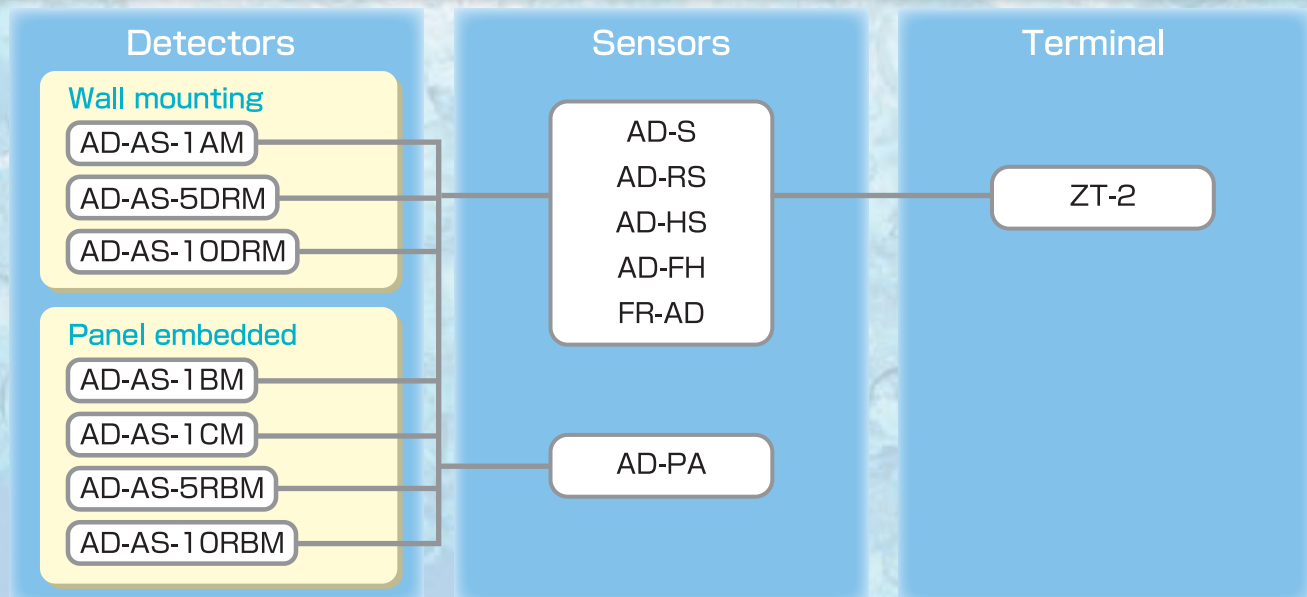 Detectors
Wall mounting
AD-AS-1AM
AD-AS-5DRM
AD-AS-10DRM
Panel embedded
AD-AS-1BM
AD-AS-1CM
AD-AS-5RBM
AD-AS-10RBM
Sensors
AD-S
AD-RS
AD-HS
AD-FH
FR-AD
AD-PA
Terminal
ZT-2